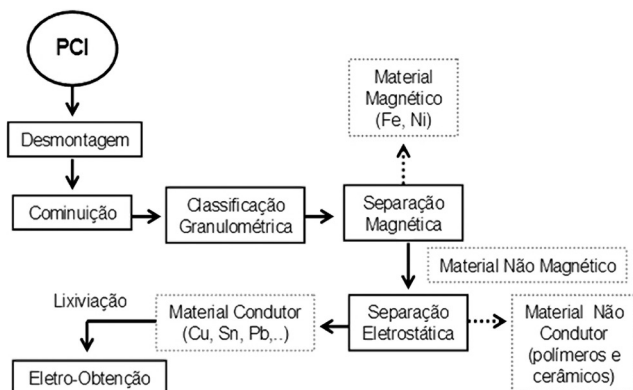 PCI
Desmontagem
Cominuição
Classificação
Granulométrica
Separação
Magnética
Material
Magnético
(Fe, Ni)
Material Não Magnético
Separação
Eletrostática
Material Não
Condutor
(polímeros e
cerâmicos)
Material Condutor
(Cu, Sn, Pb,..)
Lixiviação
Eletro-Obtenção